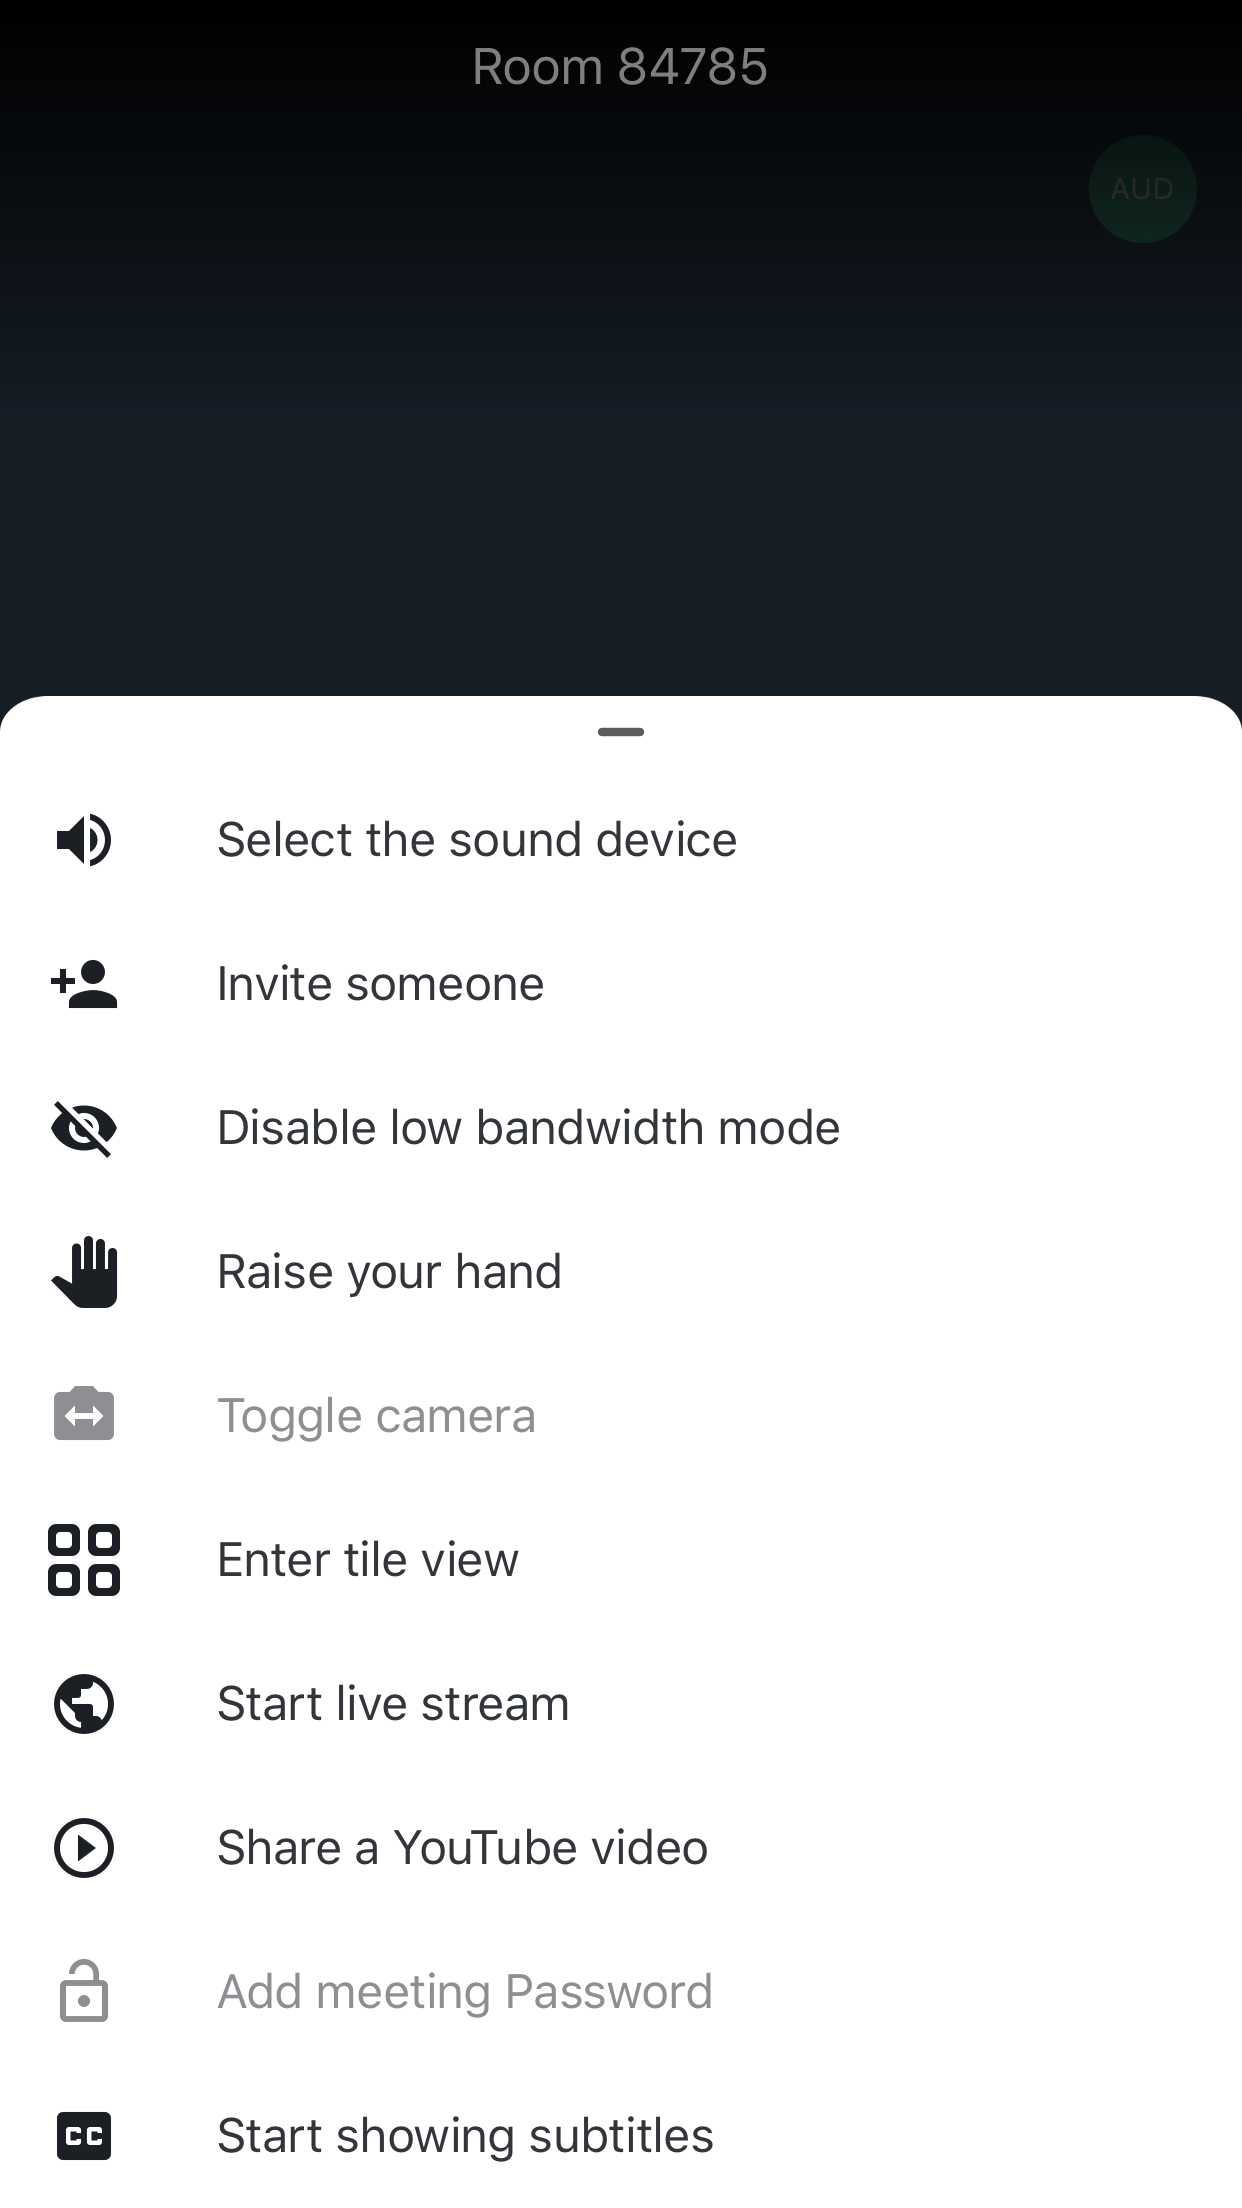 Room 84785
AUD
Select the sound device
Invite someone
Disable low bandwidth mode
Raise your hand
Toggle camera
Enter tile view
Start live stream
Share a YouTube video
Add meeting Password
CC Start showing subtitles